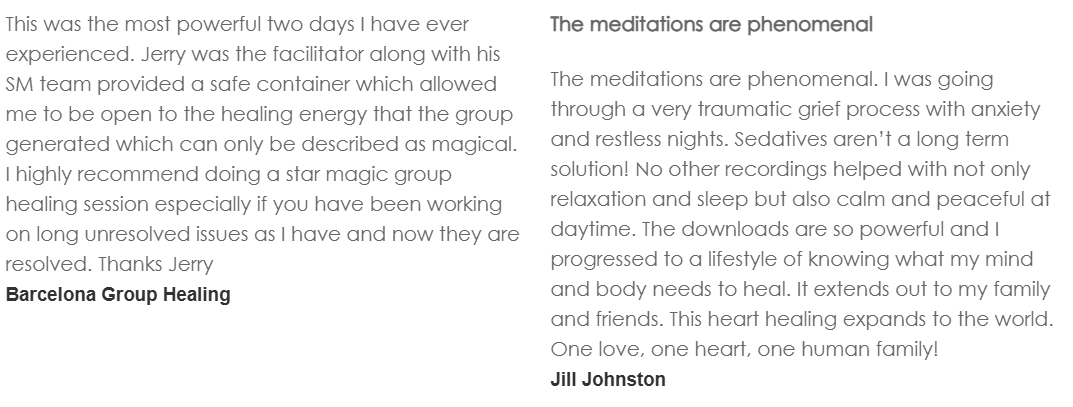 This was the most powerful two days I have ever
experienced. Jerry was the facilitator along with his
SM team provided a safe container which allowed
me to be open to the healing energy that the group
generated which can only be described as magical.
I highly recommend doing a star magic group
healing session especially if you have been working
on long unresolved issues as I have and now they are
resolved. Thanks Jerry
Barcelona Group Healing
The meditations are phenomenal
The meditations are phenomenal. I was going
through a very traumatic grief process with anxiety
and restless nights. Sedatives aren’t a long term
solution! No other recordings helped with not only
relaxation and sleep but also calm and peaceful at
daytime. The downloads are so powerful and I
progressed to a lifestyle of knowing what my mind
and body needs to heal. It extends out to my family
and friends. This heart healing expands to the world.
One love, one heart, one human family!
Jill Johnston